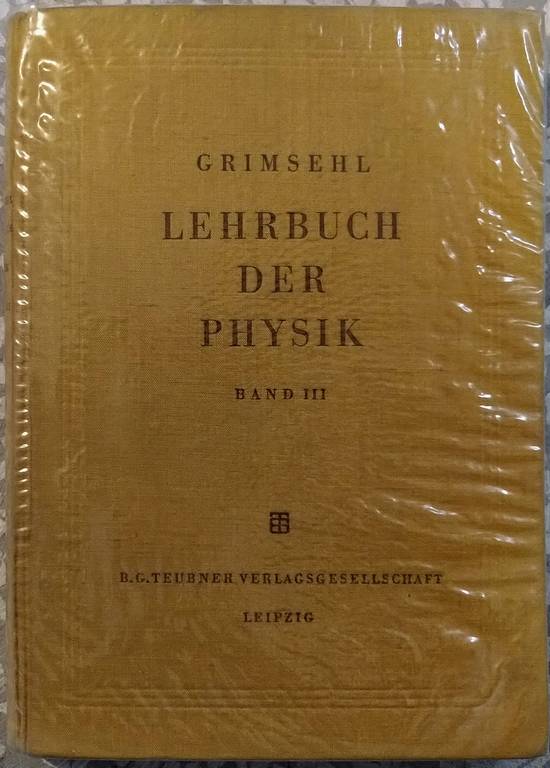 GRIMSEHL
LEHRBUCH
DER
PHYSIK
BAND III
B.G.TEUBNER VERLAGSGESELLSCHAFT
LEIPZIG